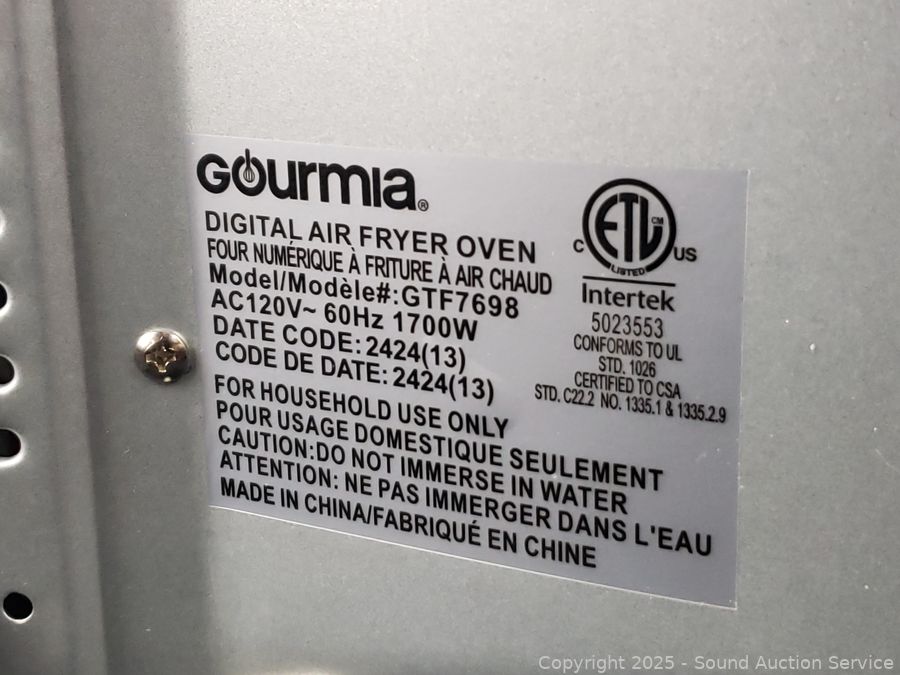 GOURMIA®
DIGITAL AIR FRYER OVEN
FOUR NUMÉRIQUE À FRITURE À AIR CHAUD
Model/Modèle#:GTF7698
AC120V~ 60Hz 1700W
DATE CODE: 2424(13)
CODE DE DATE: 2424(13)
FOR HOUSEHOLD USE ONLY
POUR USAGE DOMESTIQUE SEULEMENT
CAUTION:DO NOT IMMERSE IN WATER
ATTENTION: NE PAS IMMERGER DANS L'EAU
MADE IN CHINA/FABRIQUÉ EN CHINE
ETL CM
C US
LISTED
Intertek
5023553
CONFORMS TO UL
STD. 1026
CERTIFIED TO CSA
STD. C22.2 NO. 1335.1 & 1335.2.9
Copyright 2025 - Sound Auction Service